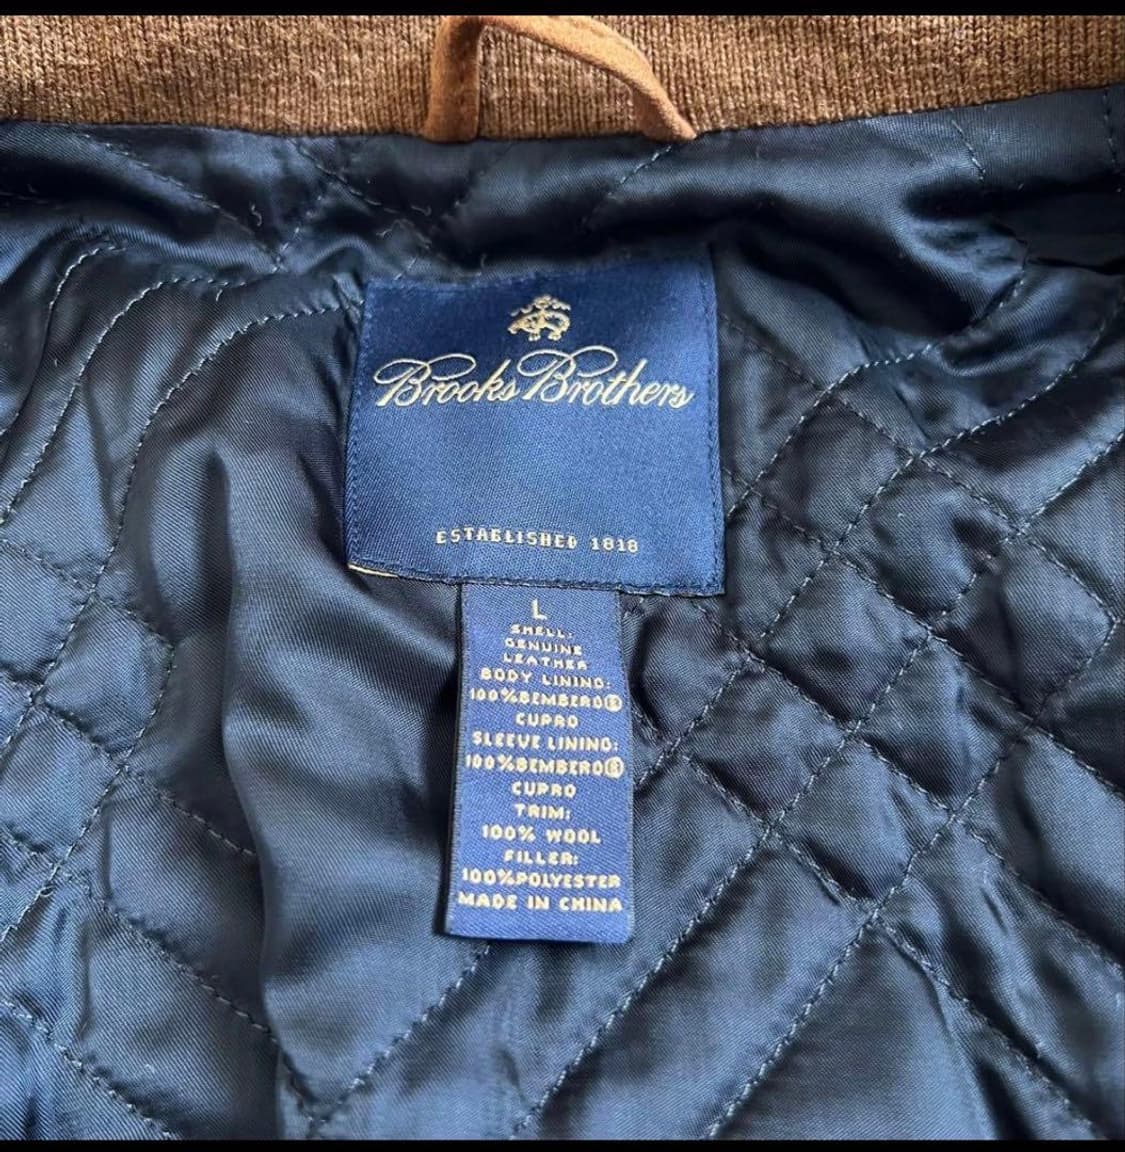 Brooks Brothers
ESTABLISHED 1818
L
SHELL:
GENUINE
LEATHER
BODY LINING:
100%BEMBERG®
CUPRO
SLEEVE LINING:
100%BEMBERG®
CUPRO
TRIM:
100% WOOL
FILLER:
100%POLYESTER
MADE IN CHINA